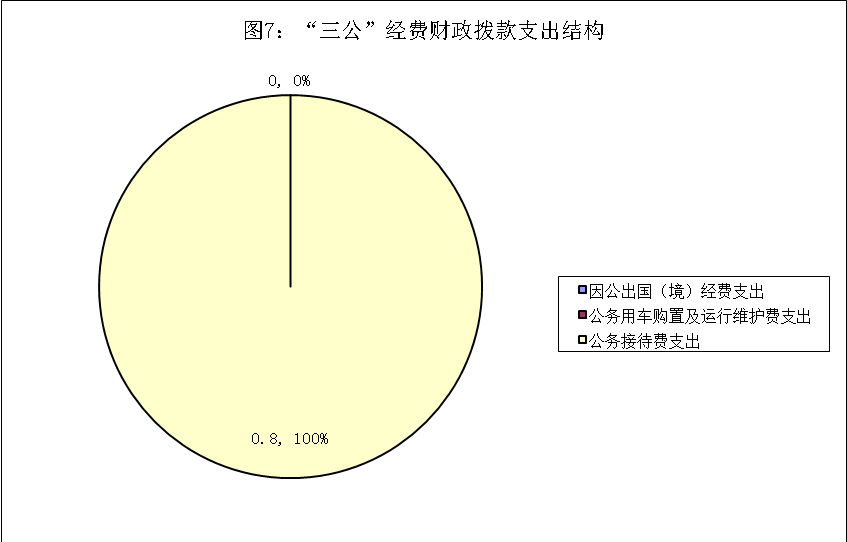 图7：“三公”经费财政拨款支出结构
0, 0%
因公出国（境）经费支出
公务用车购置及运行维护费支出
公务接待费支出
0.8, 100%